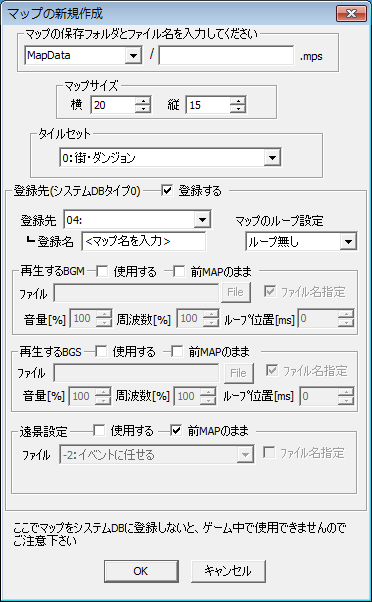 マップの新規作成
マップの保存フォルダとファイル名を入力してください
MapData / .mps
マップサイズ
横 20 縦 15
タイルセット
0:街・ダンジョン
登録先(システムDBタイプ0) 登録する
登録先 04: マップのループ設定
┗登録名 <マップ名を入力> ループ無し
再生するBGM 使用する 前MAPのまま
ファイル File ファイル名指定
音量[%] 100 周波数[%] 100 ループ位置[ms] 0
再生するBGS 使用する 前MAPのまま
ファイル File ファイル名指定
音量[%] 100 周波数[%] 100 ループ位置[ms] 0
遠景設定 使用する 前MAPのまま
ファイル -2:イベントに任せる ファイル名指定
ここでマップをシステムDBに登録しないと、ゲーム中で使用できませんので
ご注意下さい
OK キャンセル